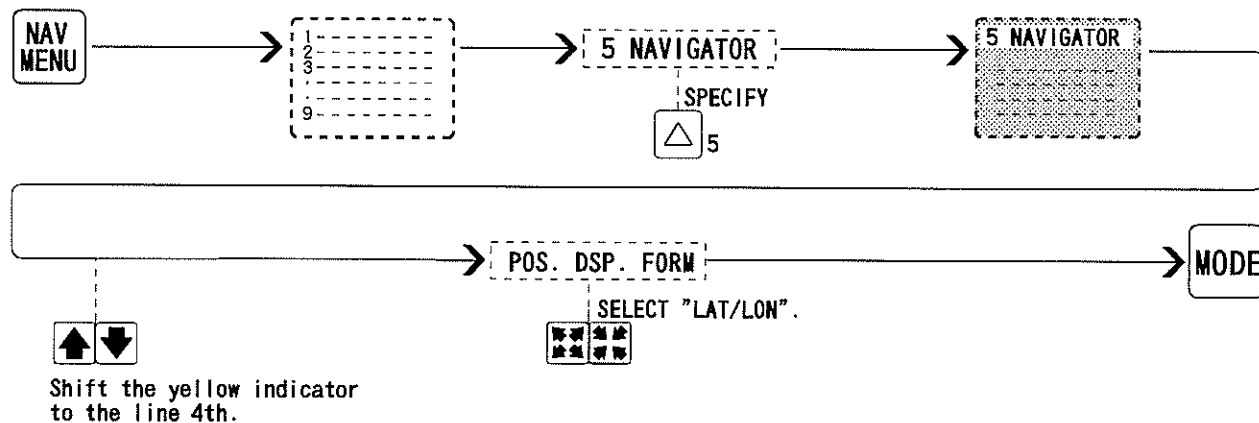 NAV
MENU
1
2
3
.
.
9
5 NAVIGATOR
SPECIFY
5
5 NAVIGATOR
POS. DSP. FORM
MODE
SELECT "LAT/LON".
Shift the yellow indicator
to the line 4th.